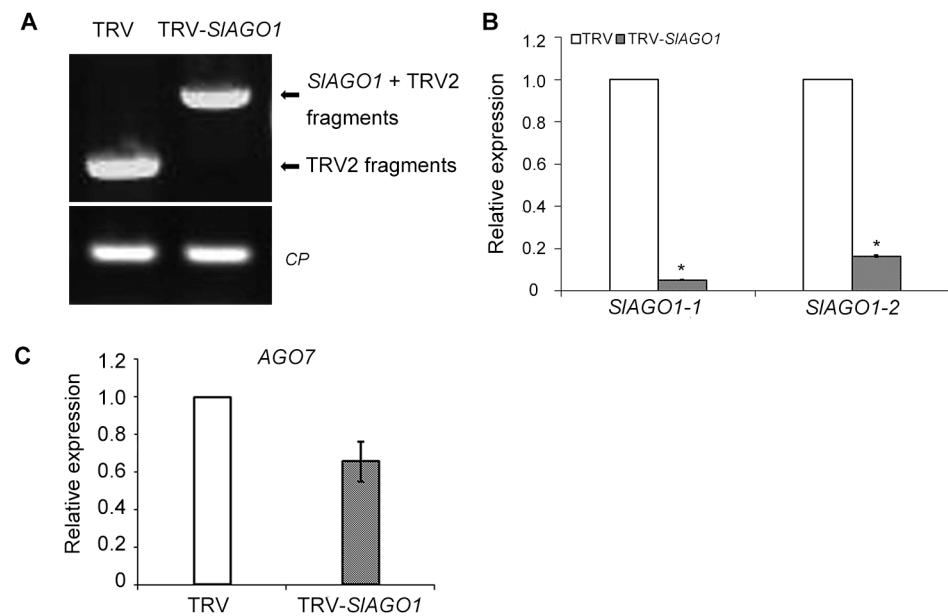 A
TRV TRV-SlAGO1
SlAGO1 + TRV2
fragments
TRV2 fragments
CP
B
TRV TRV-SlAGO1
Relative expression
1.2
1.0
0.8
0.6
0.4
0.2
0
*
*
SlAGO1-1 SlAGO1-2
C
AGO7
Relative expression
1.2
1.0
0.8
0.6
0.4
0.2
0
TRV TRV-SlAGO1